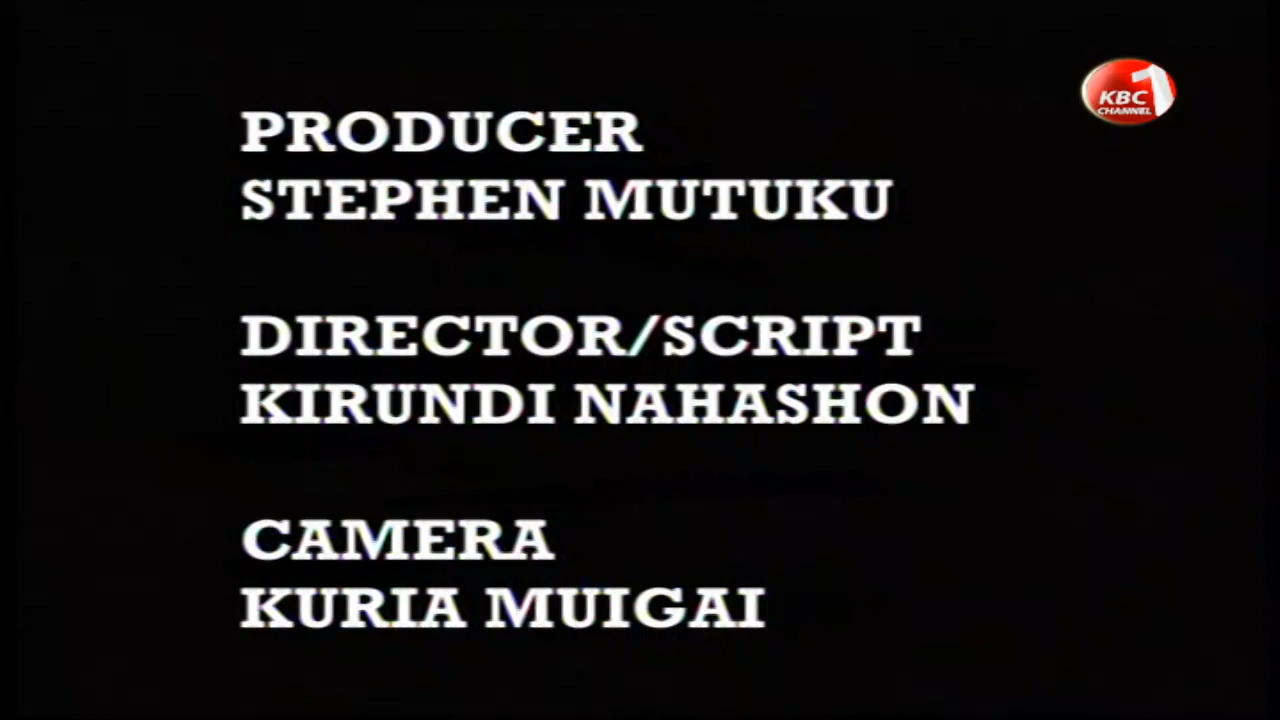 PRODUCER
STEPHEN MUTUKU
DIRECTOR/SCRIPT
KIRUNDI NAHASHON
CAMERA
KURIA MUIGAI
KBC 1
CHANNEL